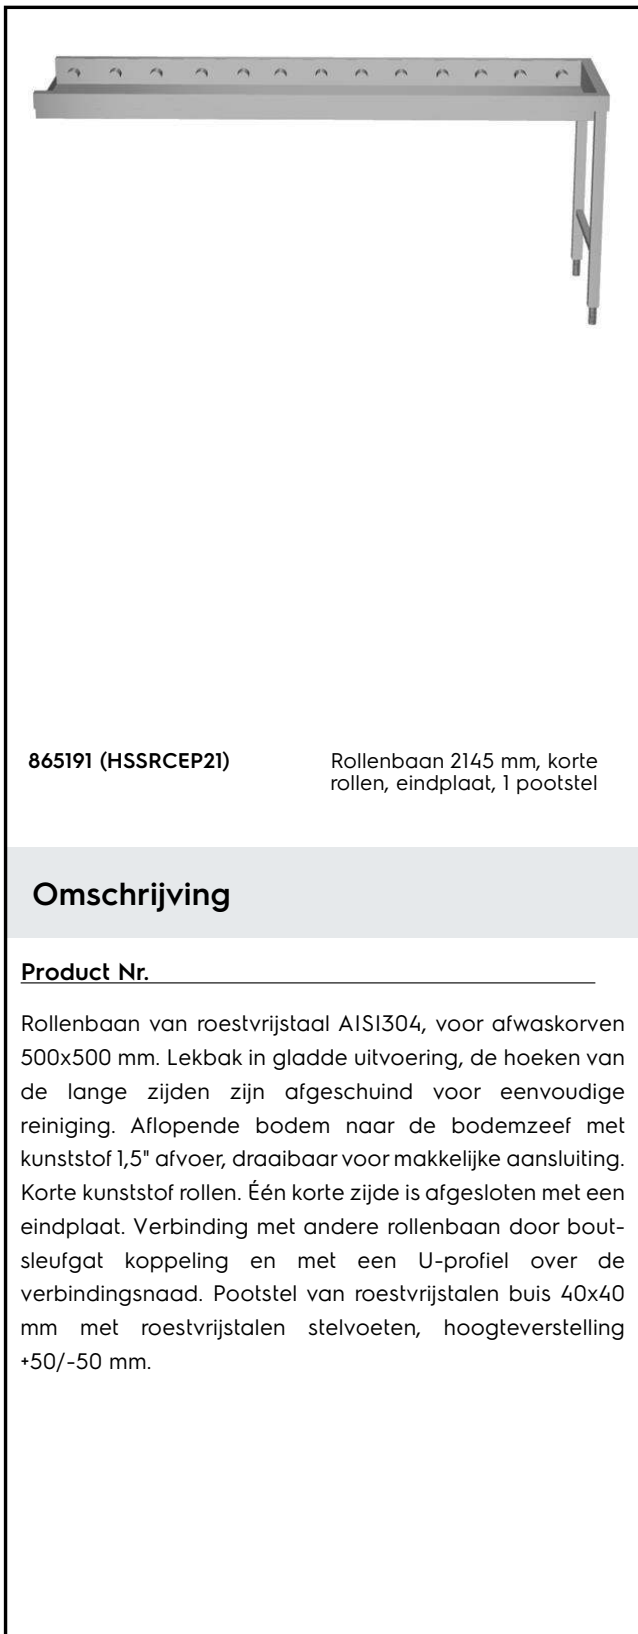 865191 (HSSRCEP21)
Rollenbaan 2145 mm, korte
rollen, eindplaat, 1 pootstel
Omschrijving
Product Nr.
Rollenbaan van roestvrijstaal AISI304, voor afwaskorven
500x500 mm. Lekbak in gladde uitvoering, de hoeken van
de lange zijden zijn afgeschuind voor eenvoudige
reiniging. Aflopende bodem naar de bodemzeef met
kunststof 1,5" afvoer, draaibaar voor makkelijke aansluiting.
Korte kunststof rollen. Één korte zijde is afgesloten met een
eindplaat. Verbinding met andere rollenbaan door bout-
sleufgat koppeling en met een U-profiel over de
verbindingsnaad. Pootstel van roestvrijstalen buis 40x40
mm met roestvrijstalen stelvoeten, hoogteverstelling
+50/-50 mm.